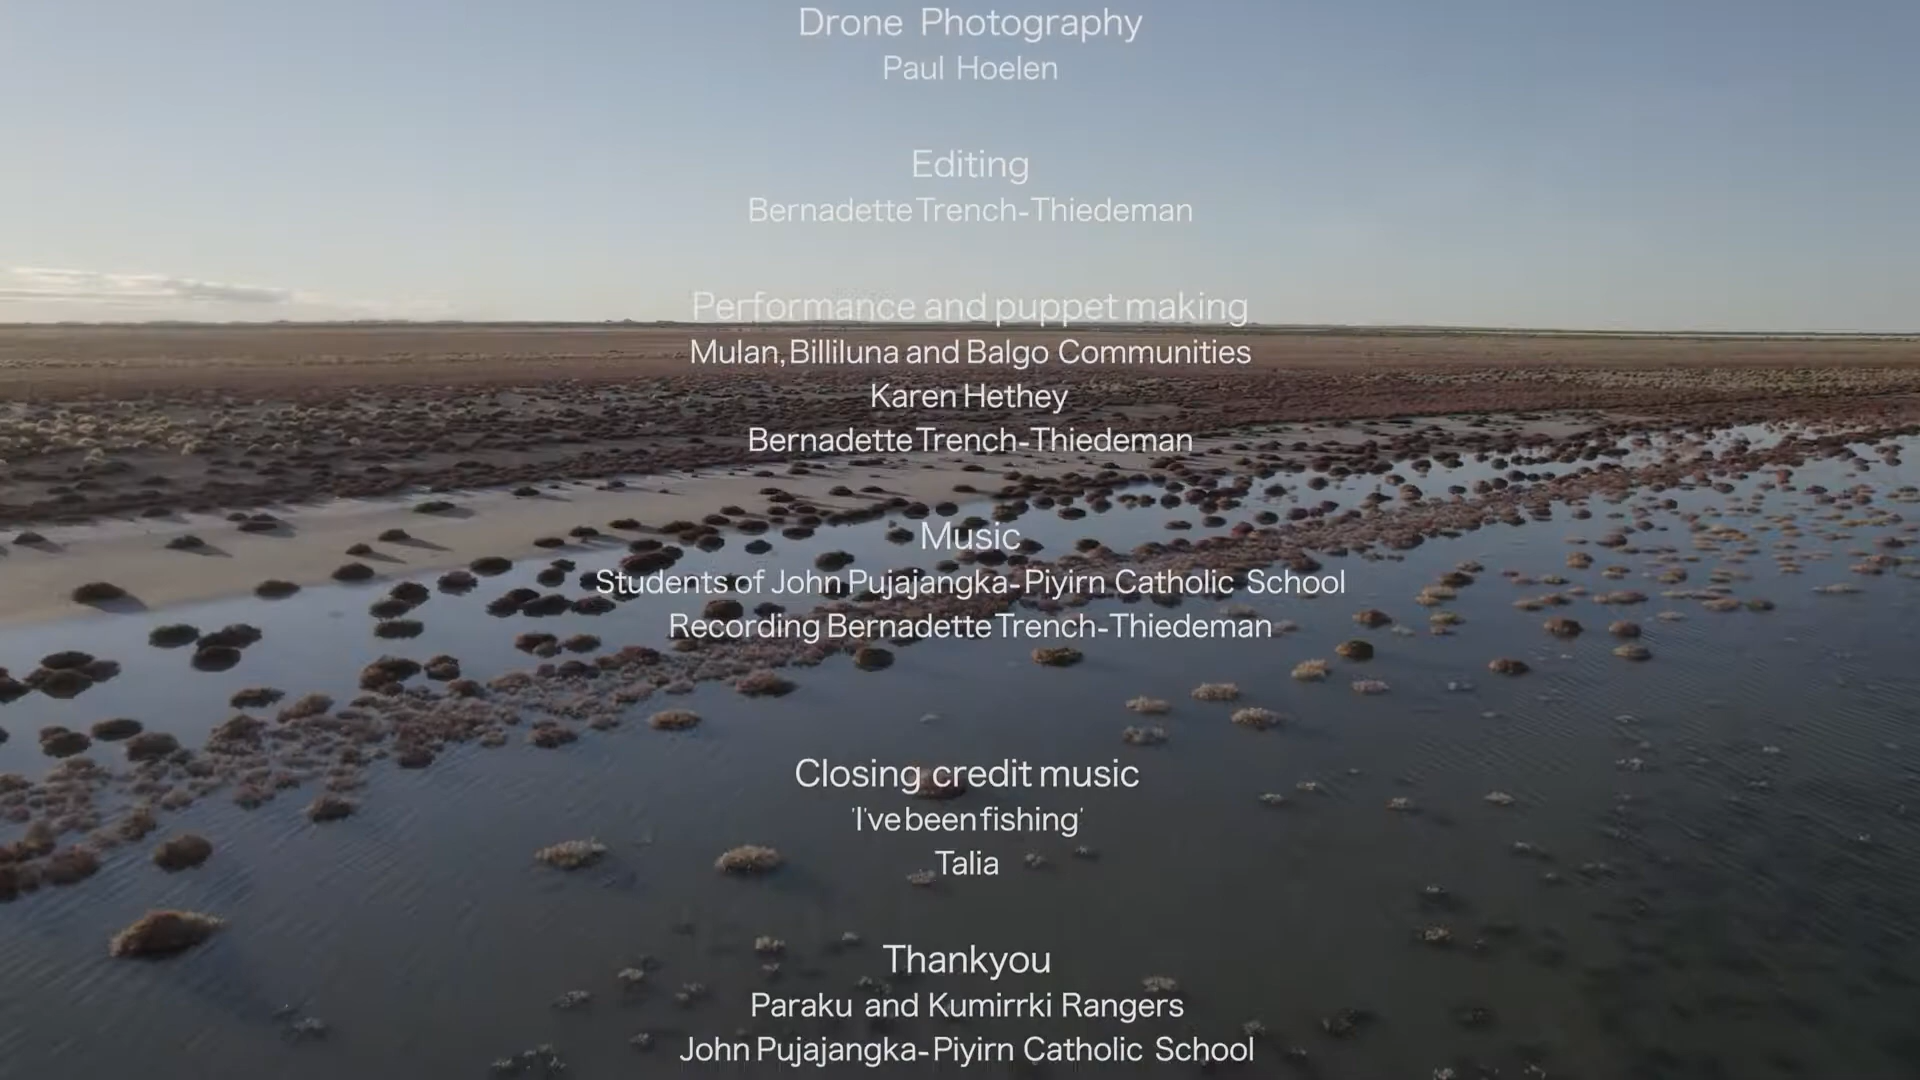 Drone Photography
Paul Hoelen
Editing
Bernadette Trench-Thiedeman
Performance and puppet making
Mulan, Billiluna and Balgo Communities
Karen Hethey
Bernadette Trench-Thiedeman
Music
Students of John Pujajangka-Piyirn Catholic School
Recording Bernadette Trench-Thiedeman
Closing credit music
'I've been fishing'
Talia
Thankyou
Paraku and Kumirrki Rangers
John Pujajangka-Piyirn Catholic School